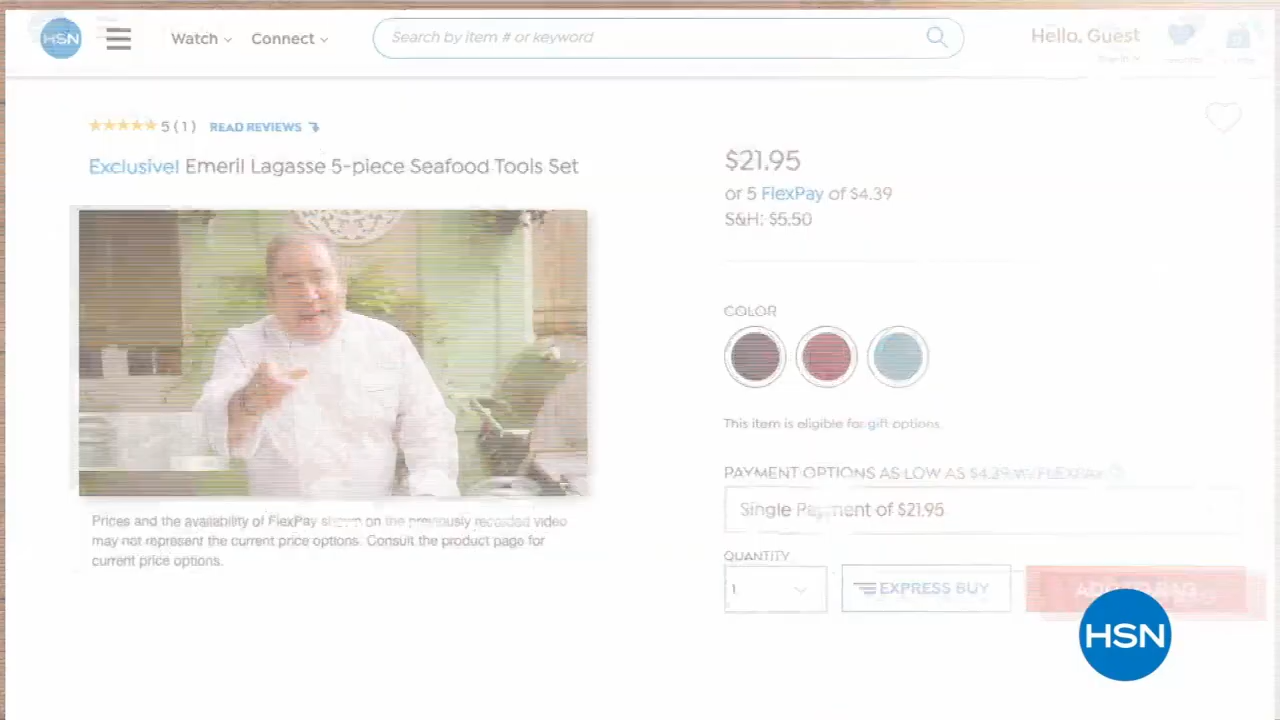 HSN
Watch
Connect
Search by item # or keyword
Hello, Guest
5 (1) READ REVIEWS
Exclusive! Emeril Lagasse 5-piece Seafood Tools Set
$21.95
or 5 FlexPay of $4.39
S&H: $5.50
COLOR
This item is eligible for gift options.
PAYMENT OPTIONS AS LOW AS $4.39 W/ FLEXPAY
Single Payment of $21.95
QUANTITY
1
EXPRESS BUY
Prices and the availability of FlexPay shown on the previously recorded video
may not represent the current price options. Consult the product page for
current price options.
HSN